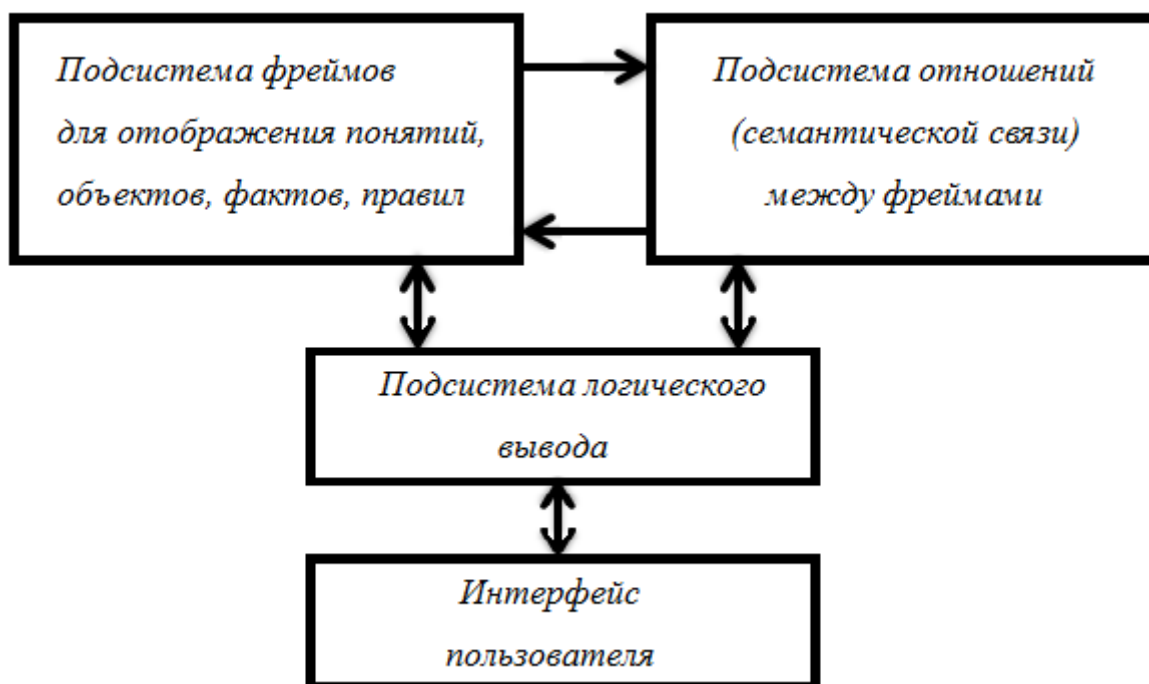 Подсистема фреймов
для отображения понятий,
объектов, фактов, правил
Подсистема отношений
(семантической связи)
между фреймами
Подсистема логического
вывода
Интерфейс
пользователя